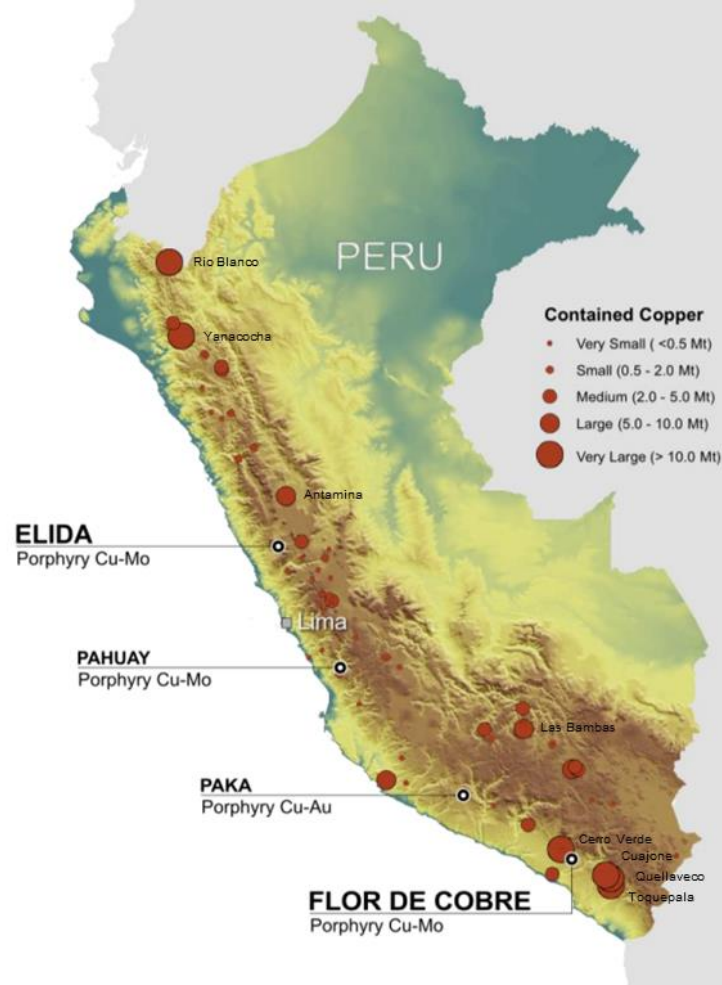 PERU
Rio Blanco
Yanacocha
Contained Copper
Very Small ( <0.5 Mt)
Small (0.5 - 2.0 Mt)
Medium (2.0 - 5.0 Mt)
Large (5.0 - 10.0 Mt)
Very Large (> 10.0 Mt)
Antamina
ELIDA
Porphyry Cu-Mo
Lima
PAHUAY
Porphyry Cu-Mo
Las Bambas
PAKA
Porphyry Cu-Au
Cerro Verde
Cuajone
Quellaveco
Toquepala
FLOR DE COBRE
Porphyry Cu-Mo